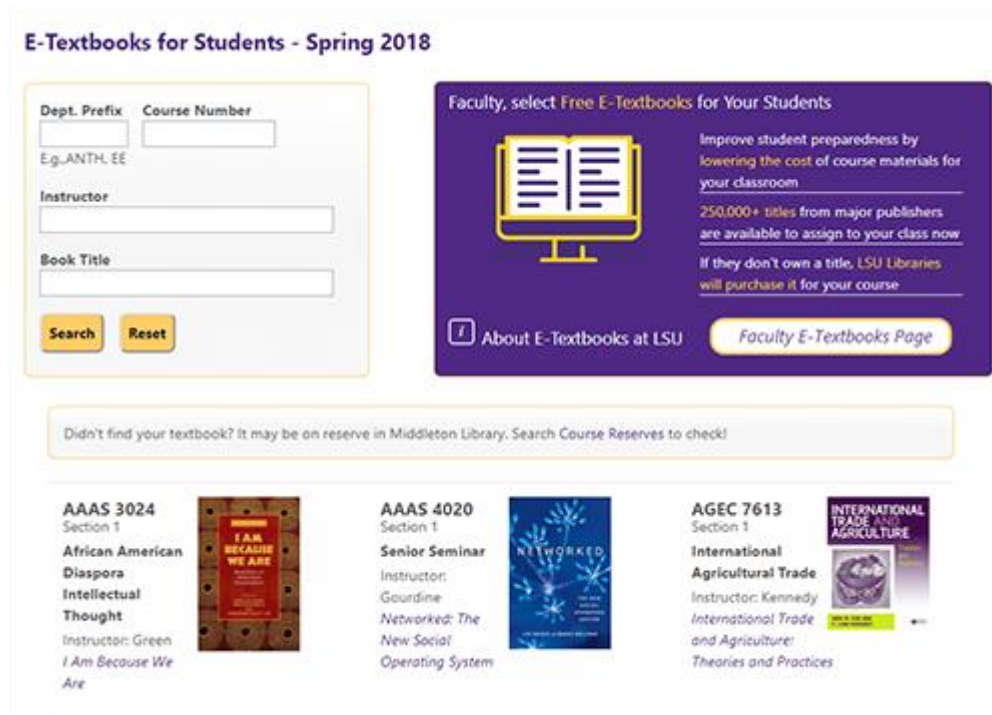 E-Textbooks for Students - Spring 2018
Dept. Prefix
Course Number
E.g.,ANTH, EE
Instructor
Book Title
Search
Reset
Faculty, select Free E-Textbooks for Your Students
Improve student preparedness by
lowering the cost of course materials for
your classroom
250,000+ titles from major publishers
are available to assign to your class now
If they don't own a title, LSU Libraries
will purchase it for your course
i
About E-Textbooks at LSU
Faculty E-Textbooks Page
Didn't find your textbook? It may be on reserve in Middleton Library. Search Course Reserves to check!
AAAS 3024
Section 1
African American
Diaspora
Intellectual
Thought
Instructor: Green
I Am Because We
Are
I AM
BECAUSE
WE ARE
AAAS 4020
Section 1
Senior Seminar
Instructor:
Gourdine
Networked: The
New Social
Operating System
NETWORKED
THE NEW
SOCIAL
OPERATING
SYSTEM
AGEC 7613
Section 1
International
Agricultural Trade
Instructor: Kennedy
International Trade
and Agriculture:
Theories and Practices
INTERNATIONAL
TRADE AND
AGRICULTURE